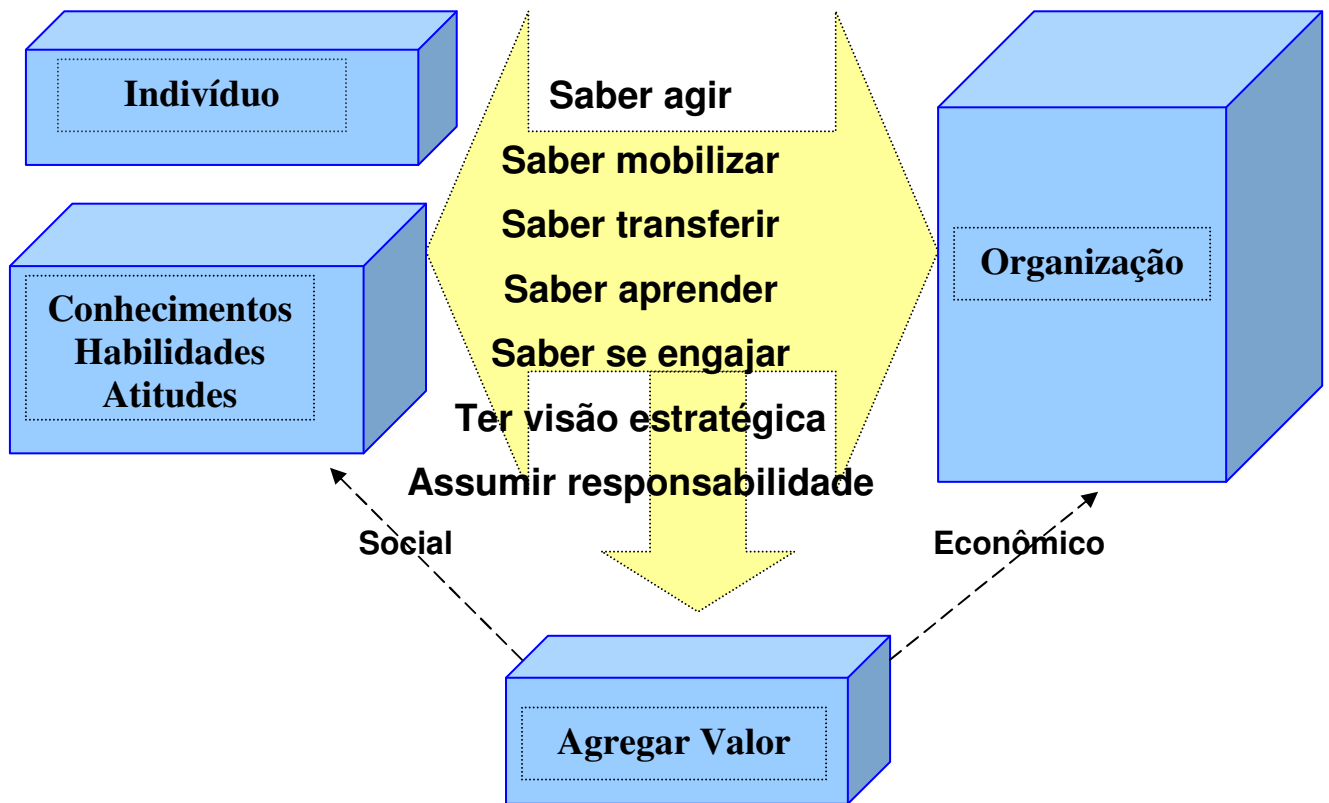 Indivíduo
Conhecimentos
Habilidades
Atitudes
Saber agir
Saber mobilizar
Saber transferir
Saber aprender
Saber se engajar
Ter visão estratégica
Assumir responsabilidade
Organização
Social
Econômico
Agregar Valor